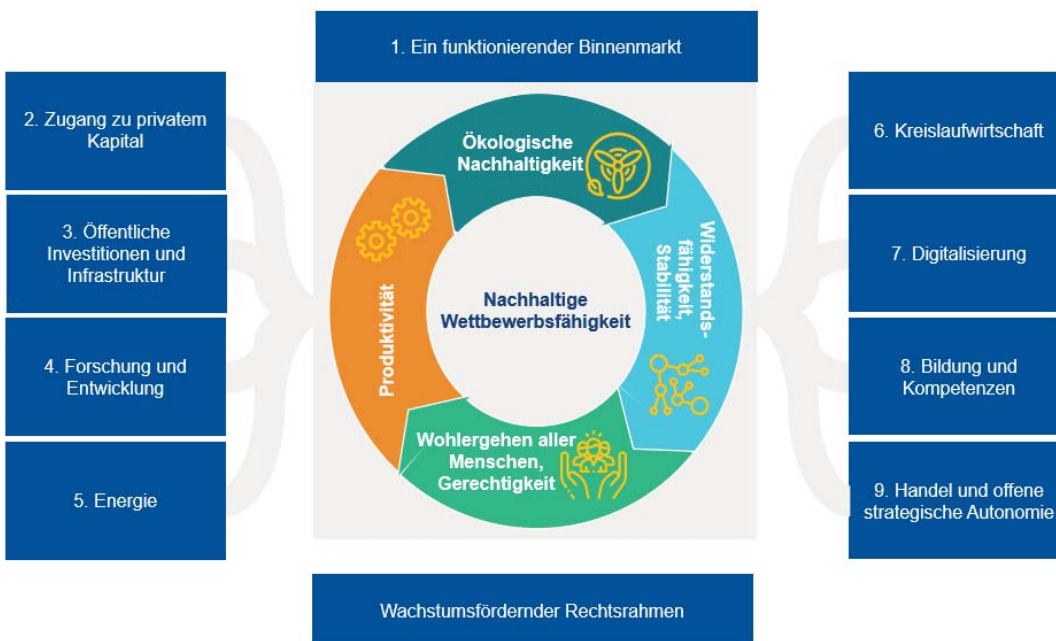 1. Ein funktionierender Binnenmarkt
2. Zugang zu privatem
Kapital
3. Öffentliche
Investitionen und
Infrastruktur
4. Forschung und
Entwicklung
5. Energie
Ökologische
Nachhaltigkeit
Widerstands-
fähigkeit,
Stabilität
Wohlergehen aller
Menschen,
Gerechtigkeit
Produktivität
Nachhaltige
Wettbewerbsfähigkeit
6. Kreislaufwirtschaft
7. Digitalisierung
8. Bildung und
Kompetenzen
9. Handel und offene
strategische Autonomie
Wachstumsfördernder Rechtsrahmen